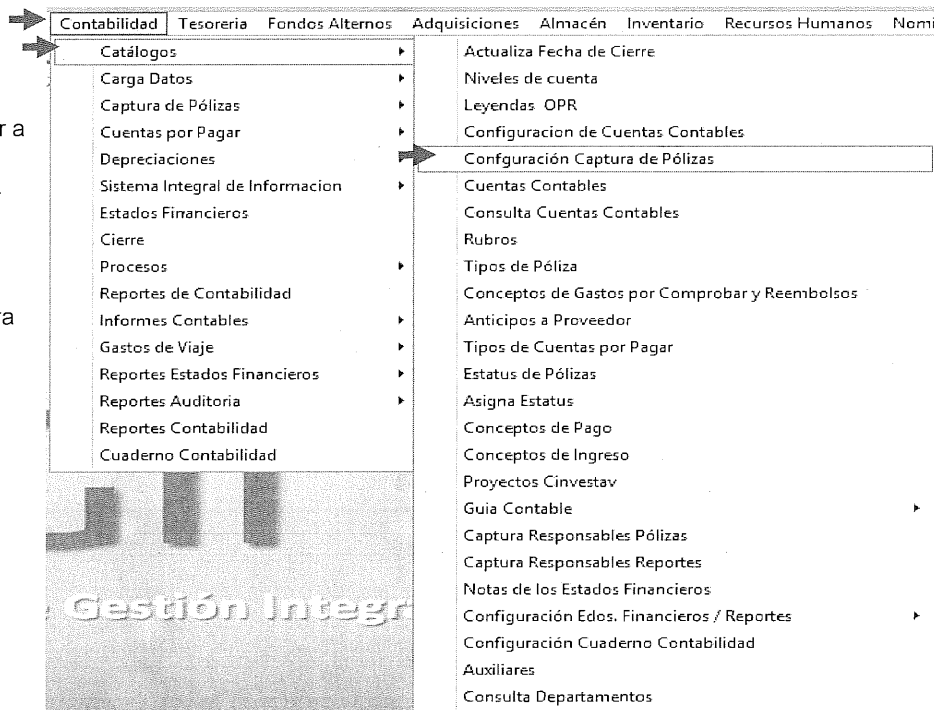 Contabilidad Tesoreria Fondos Alternos Adquisiciones Almacén Inventario Recursos Humanos Nomi
Catálogos
Carga Datos
Captura de Pólizas
Cuentas por Pagar
Depreciaciones
Sistema Integral de Informacion
Estados Financieros
Cierre
Procesos
Reportes de Contabilidad
Informes Contables
Gastos de Viaje
Reportes Estados Financieros
Reportes Auditoria
Reportes Contabilidad
Cuaderno Contabilidad
Actualiza Fecha de Cierre
Niveles de cuenta
Leyendas OPR
Configuracion de Cuentas Contables
Confguración Captura de Pólizas
Cuentas Contables
Consulta Cuentas Contables
Rubros
Tipos de Póliza
Conceptos de Gastos por Comprobar y Reembolsos
Anticipos a Proveedor
Tipos de Cuentas por Pagar
Estatus de Pólizas
Asigna Estatus
Conceptos de Pago
Conceptos de Ingreso
Proyectos Cinvestav
Guia Contable
Captura Responsables Pólizas
Captura Responsables Reportes
Notas de los Estados Financieros
Configuración Edos. Financieros / Reportes
Configuración Cuaderno Contabilidad
Auxiliares
Consulta Departamentos
r a
ra
e Gestión Integr